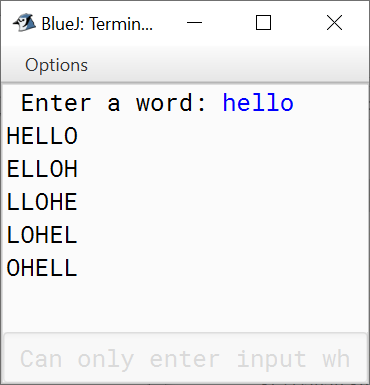 BlueJ: Termin...
Options
Enter a word: hello
HELLO
ELLOH
LLOHE
LOHEL
OHELL
Can only enter input wh